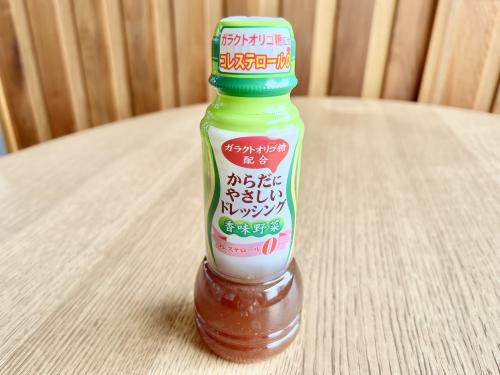 ガラクトオリゴ糖配合
コレステロール0
ガラクトオリゴ糖
配合
からだに
やさしい
ドレッシング
香味野菜
コレステロール0